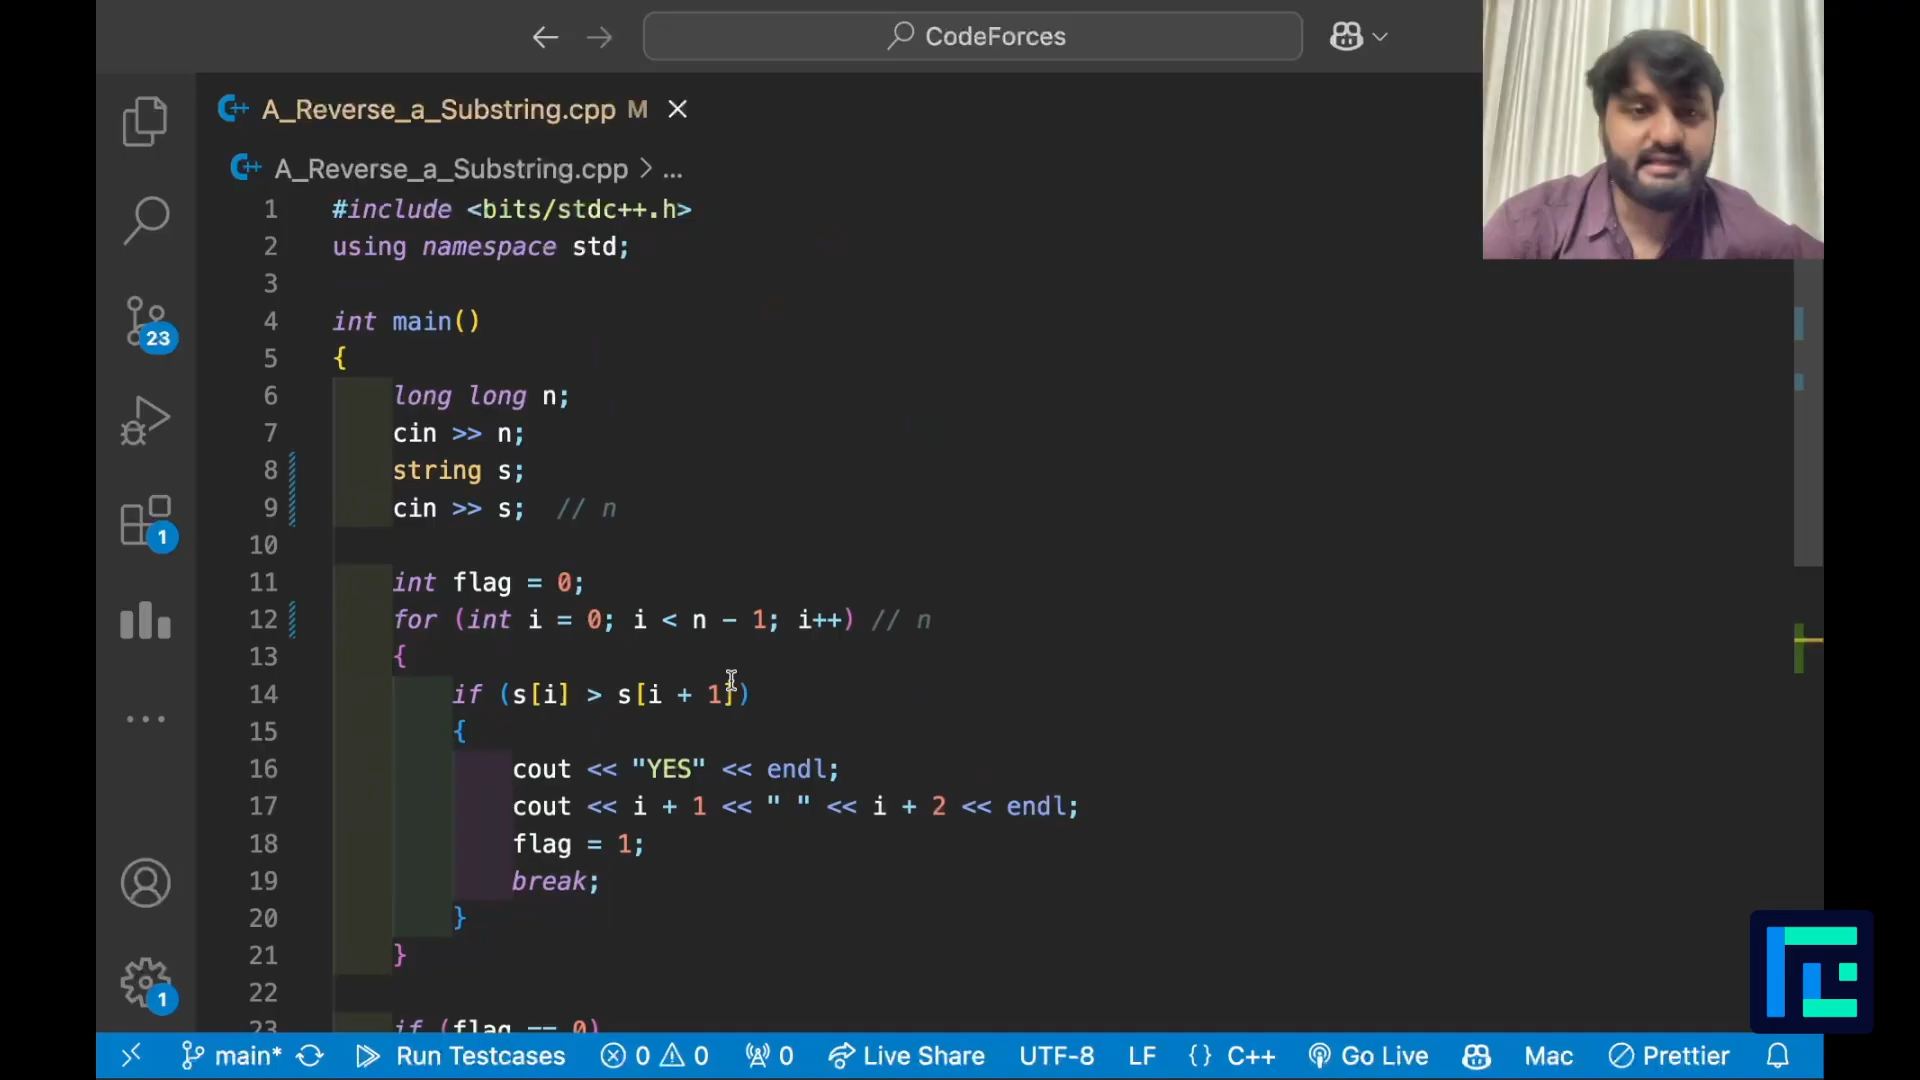 CodeForces
A_Reverse_a_Substring.cpp M
A_Reverse_a_Substring.cpp > ...
1 #include <bits/stdc++.h>
2 using namespace std;
3
4 int main()
5 {
6 long long n;
7 cin >> n;
8 string s;
9 cin >> s; // n
10
11 int flag = 0;
12 for (int i = 0; i < n - 1; i++) // n
13 {
14 if (s[i] > s[i + 1])
15 {
16 cout << "YES" << endl;
17 cout << i + 1 << " " << i + 2 << endl;
18 flag = 1;
19 break;
20 }
21 }
22
23 if (flag == 0)
23
1
1
main* Run Testcases 0 0 0 Live Share UTF-8 LF {} C++ Go Live Mac Prettier